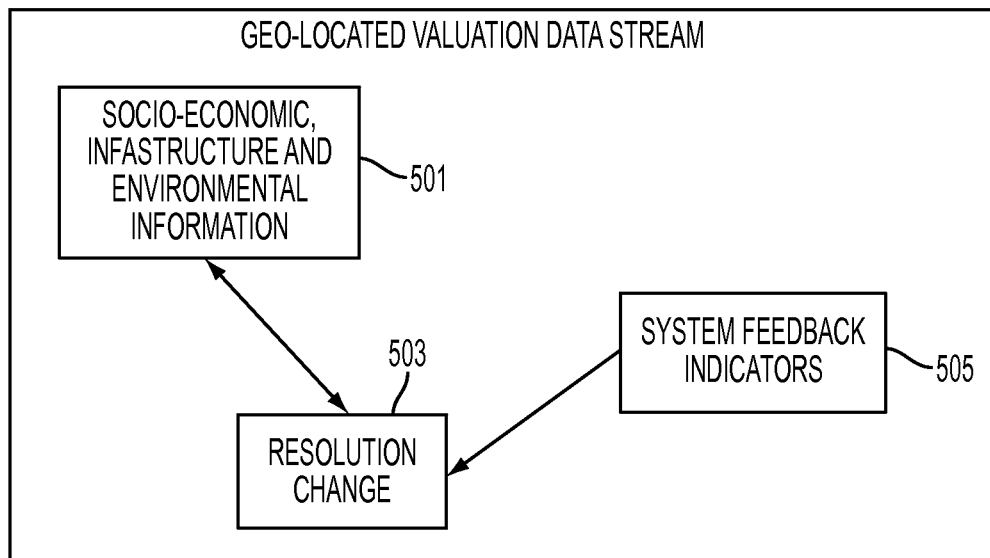 GEO-LOCATED VALUATION DATA STREAM
SOCIO-ECONOMIC,
INFASTRUCTURE AND
ENVIRONMENTAL
INFORMATION
501
SYSTEM FEEDBACK
INDICATORS
505
503
RESOLUTION
CHANGE